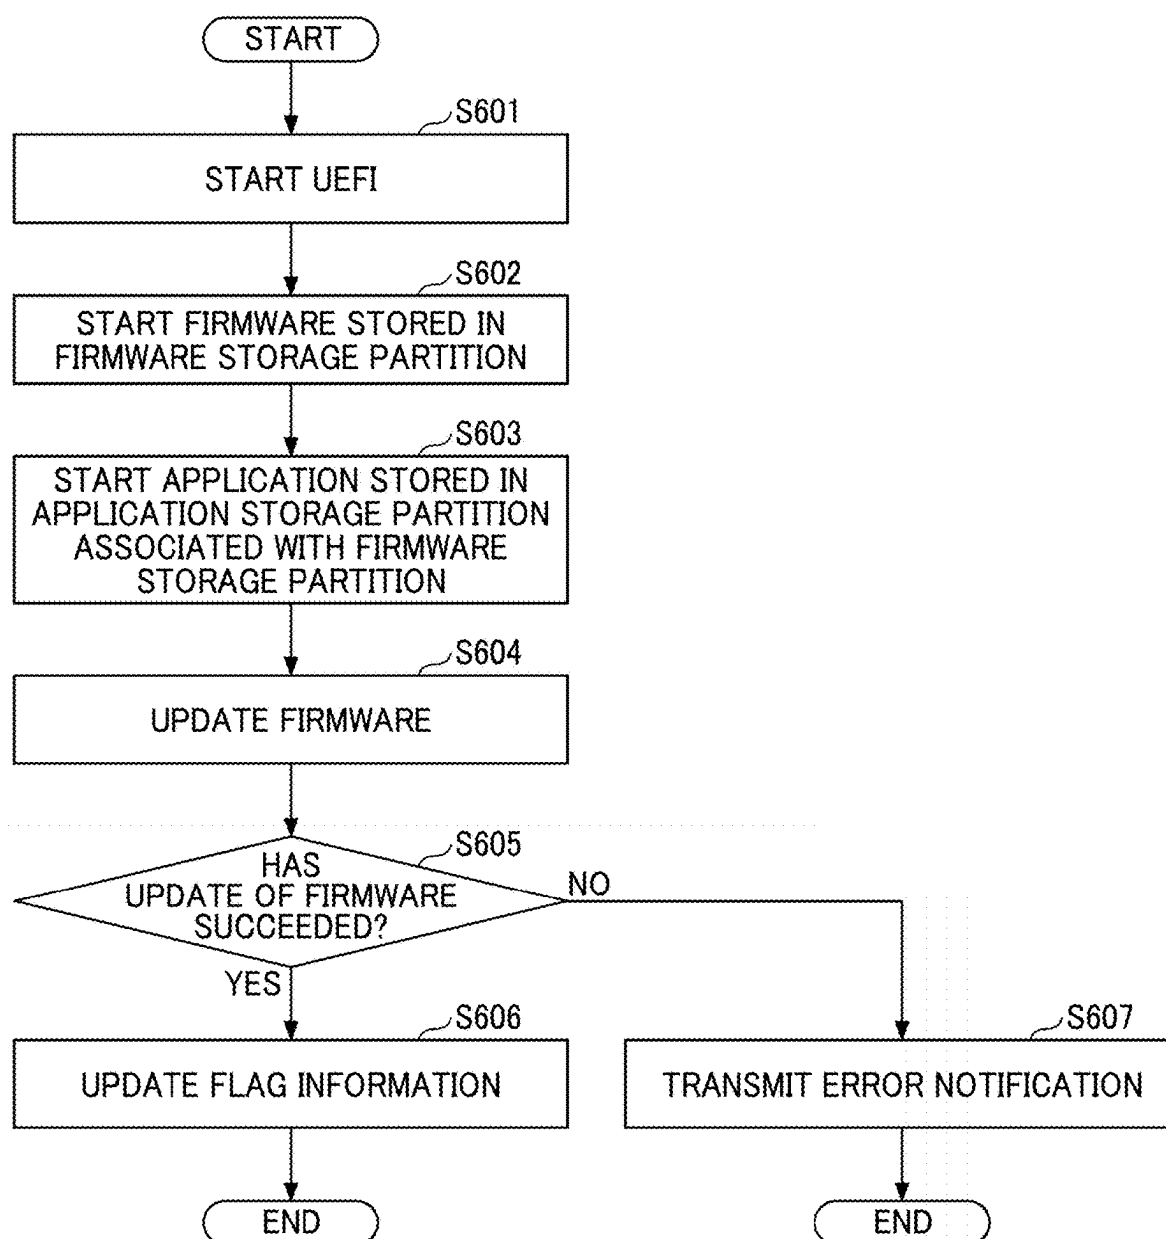 START
S601
START UEFI
S602
START FIRMWARE STORED IN
FIRMWARE STORAGE PARTITION
S603
START APPLICATION STORED IN
APPLICATION STORAGE PARTITION
ASSOCIATED WITH FIRMWARE
STORAGE PARTITION
S604
UPDATE FIRMWARE
S605
HAS
UPDATE OF FIRMWARE
SUCCEEDED?
NO
YES
S606
UPDATE FLAG INFORMATION
S607
TRANSMIT ERROR NOTIFICATION
END
END